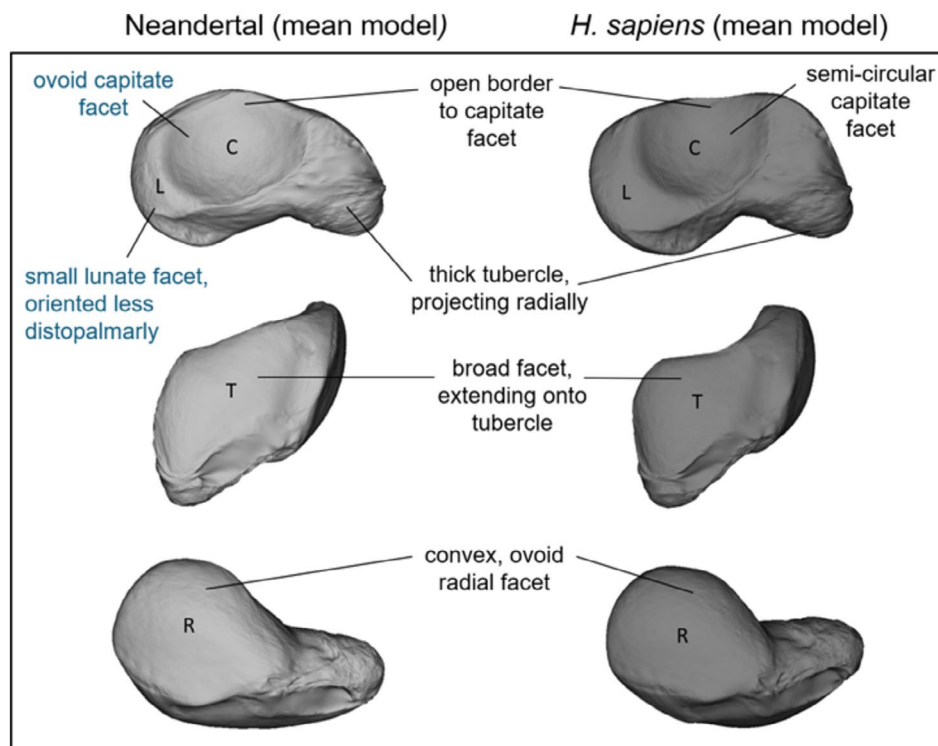 Neandertal (mean model)
H. sapiens (mean model)
ovoid capitate
facet
open border
to capitate
facet
semi-circular
capitate
facet
C
L
C
L
small lunate facet,
oriented less
distopalmarly
thick tubercle,
projecting radially
T
broad facet,
extending onto
tubercle
T
convex, ovoid
radial facet
R
R